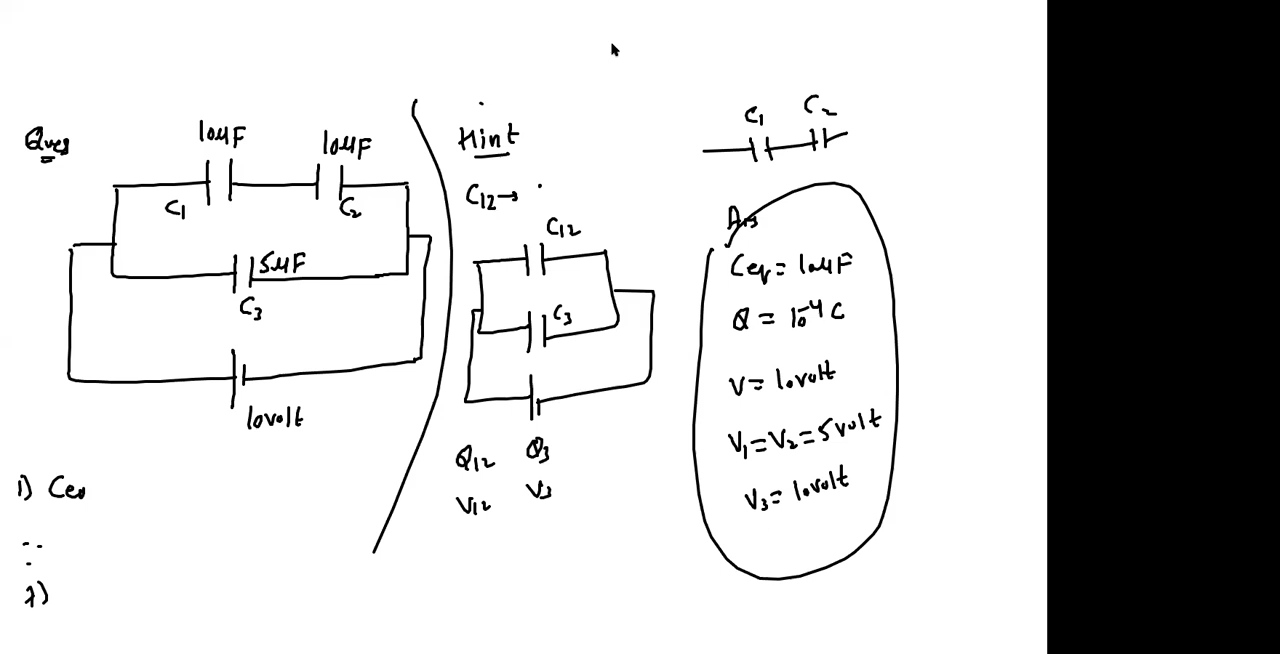 Ques
10μF
10μF
C1
C2
5μF
C3
10volt
1) Ceq
7)
Hint
C12→
C12
C3
Q12 Q3
V12 V3
C1 C2
Ans
Ceq = 10μF
Q = 10^-4 C
V = 10volt
V1=V2=5volt
V3= 10volt